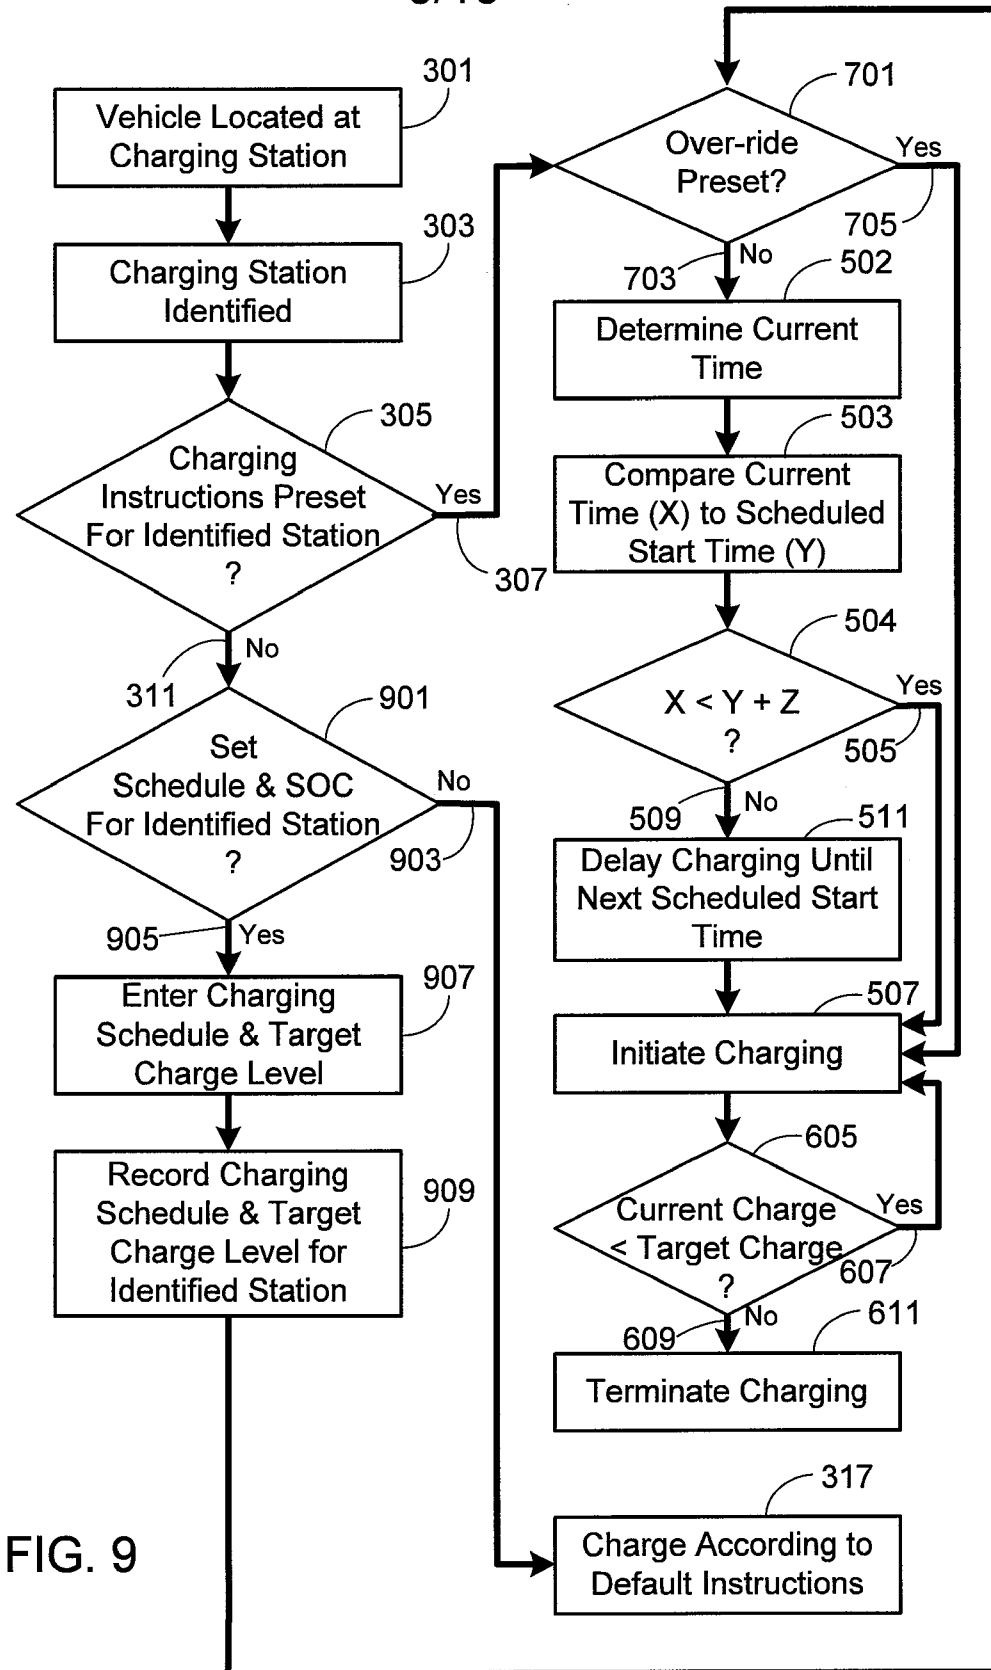 301
Vehicle Located at
Charging Station
303
Charging Station
Identified
305
Charging
Instructions Preset
For Identified Station
?
Yes
307
No
311
901
Set
Schedule & SOC
For Identified Station
?
No
903
905
Yes
907
Enter Charging
Schedule & Target
Charge Level
909
Record Charging
Schedule & Target
Charge Level for
Identified Station
701
Over-ride
Preset?
Yes
705
No
703
502
Determine Current
Time
503
Compare Current
Time (X) to Scheduled
Start Time (Y)
504
X < Y + Z
?
Yes
505
No
509
511
Delay Charging Until
Next Scheduled Start
Time
507
Initiate Charging
605
Current Charge
< Target Charge
?
Yes
607
No
609
611
Terminate Charging
317
Charge According to
Default Instructions
FIG. 9